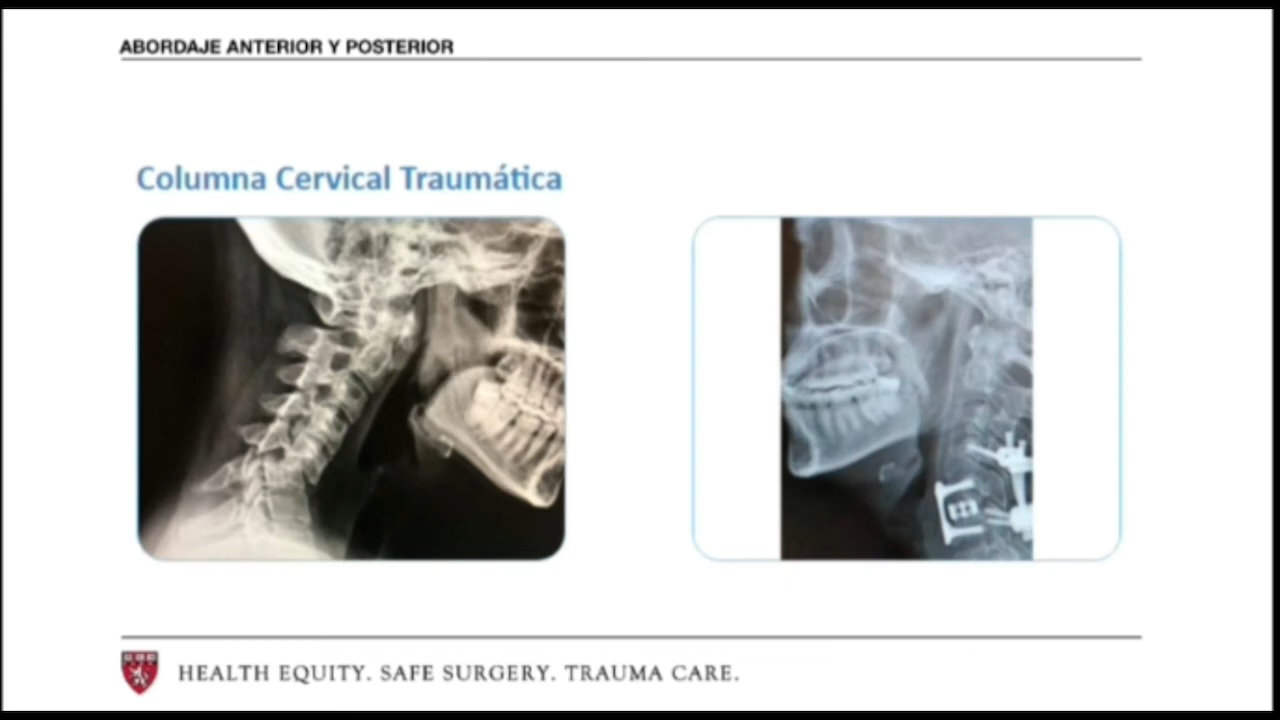 ABORDAJE ANTERIOR Y POSTERIOR
Columna Cervical Traumática
HEALTH EQUITY. SAFE SURGERY. TRAUMA CARE.